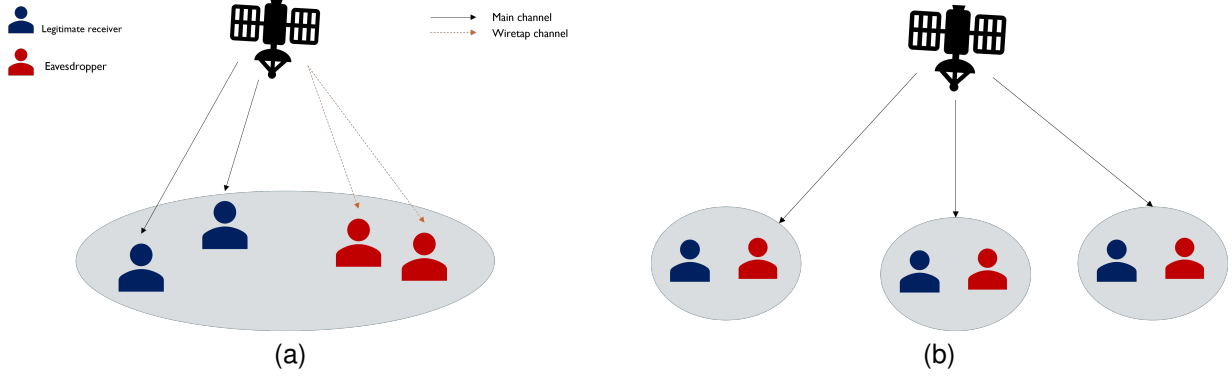 Legitimate receiver
Eavesdropper
Main channel
Wiretap channel
(a)
(b)